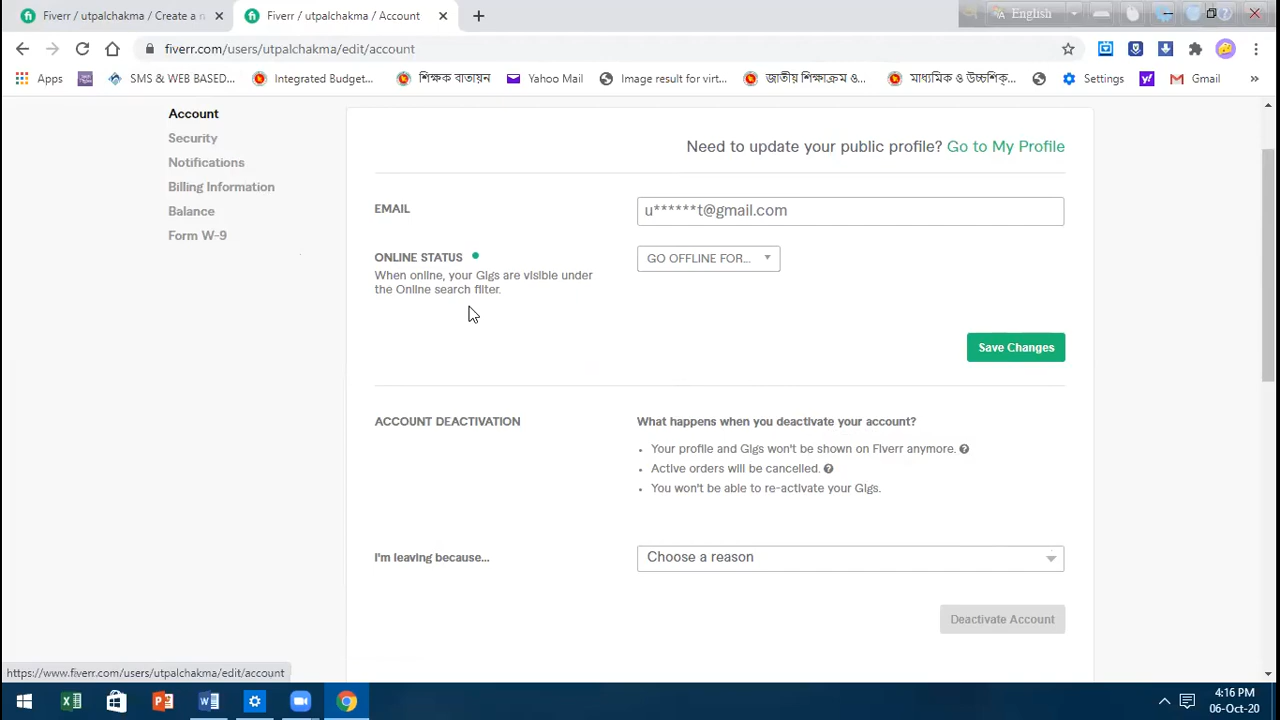 Fiverr / utpalchakma / Create a n
Fiverr / utpalchakma / Account
English
fiverr.com/users/utpalchakma/edit/account
Apps
SMS & WEB BASED...
Integrated Budget...
শিক্ষক বাতায়ন
Yahoo Mail
Image result for virt...
জাতীয় শিক্ষাক্রম ও...
মাধ্যমিক ও উচ্চশিক্...
Settings
Gmail
Account
Security
Notifications
Billing Information
Balance
Form W-9
Need to update your public profile? Go to My Profile
EMAIL
u******t@gmail.com
ONLINE STATUS
When online, your Gigs are visible under
the Online search filter.
GO OFFLINE FOR...
Save Changes
ACCOUNT DEACTIVATION
What happens when you deactivate your account?
Your profile and Gigs won't be shown on Fiverr anymore.
Active orders will be cancelled.
You won't be able to re-activate your Gigs.
I'm leaving because...
Choose a reason
Deactivate Account
https://www.fiverr.com/users/utpalchakma/edit/account
4:16 PM
06-Oct-20